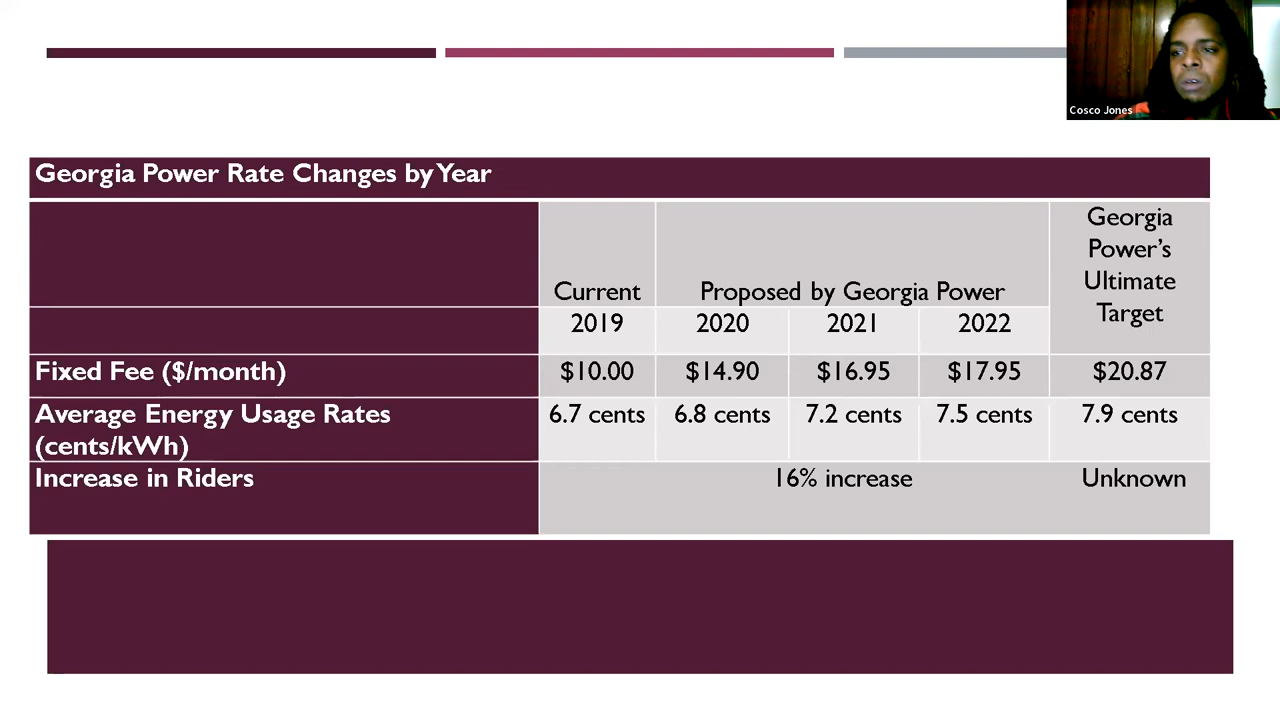 Cosco Jones
Georgia Power Rate Changes by Year
Georgia
Power's
Ultimate
Target
Current Proposed by Georgia Power
2019 2020 2021 2022
Fixed Fee ($/month) $10.00 $14.90 $16.95 $17.95 $20.87
Average Energy Usage Rates 6.7 cents 6.8 cents 7.2 cents 7.5 cents 7.9 cents
(cents/kWh)
Increase in Riders 16% increase Unknown